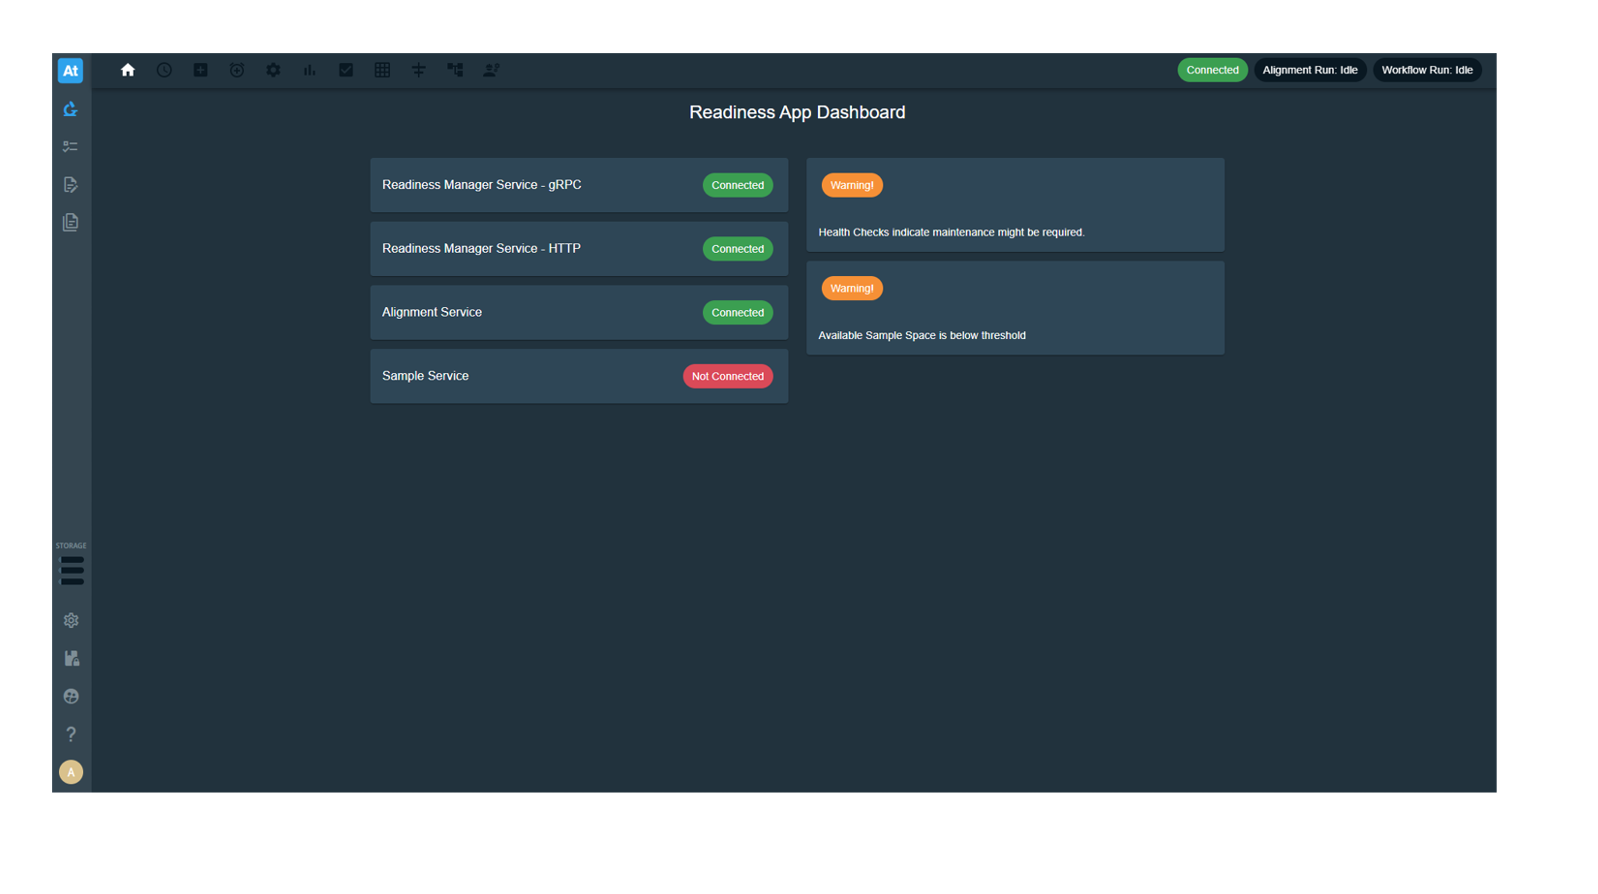 At
Connected
Alignment Run: Idle
Workflow Run: Idle
Readiness App Dashboard
Readiness Manager Service - gRPC
Connected
Readiness Manager Service - HTTP
Connected
Alignment Service
Connected
Sample Service
Not Connected
Warning!
Health Checks indicate maintenance might be required.
Warning!
Available Sample Space is below threshold
STORAGE
?
A